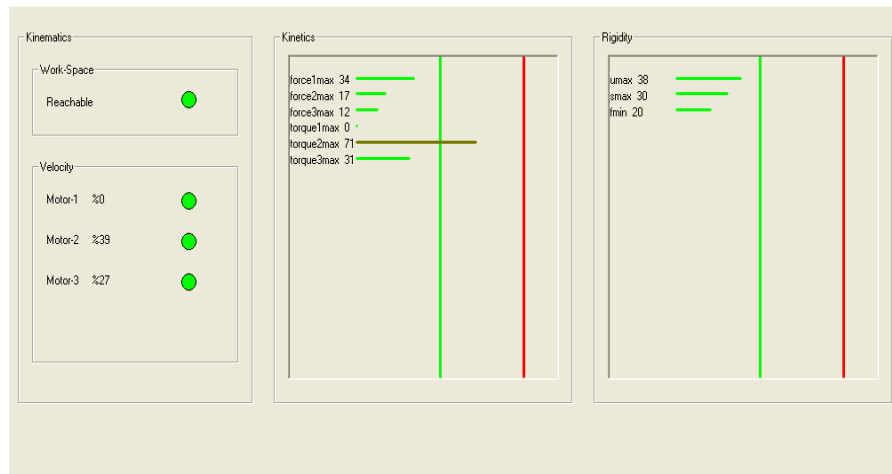 Kinematics
Work-Space
Reachable
Velocity
Motor-1 %0
Motor-2 %39
Motor-3 %27
Kinetics
force1max 34
force2max 17
force3max 12
torque1max 0
torque2max 71
torque3max 31
Rigidity
umax 38
smax 30
fmin 20